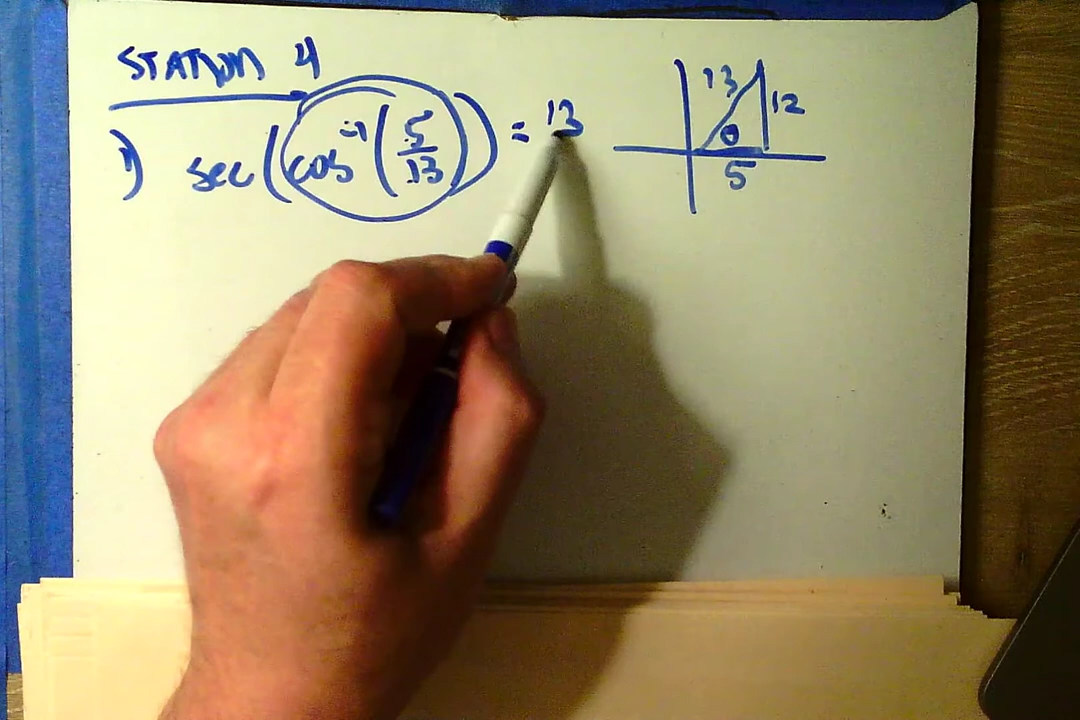 STATION 4
1) sec(cos⁻¹(5/13)) = 13
13
12
θ
5